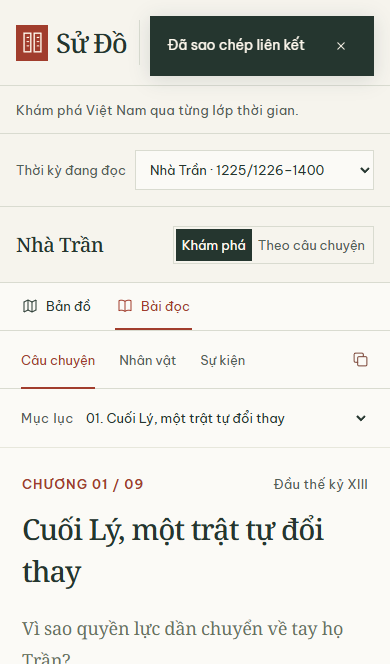 Sử Đồ
Đã sao chép liên kết ×
Khám phá Việt Nam qua từng lớp thời gian.
Thời kỳ đang đọc
Nhà Trần · 1225/1226–1400
Nhà Trần
Khám phá
Theo câu chuyện
Bản đồ
Bài đọc
Câu chuyện
Nhân vật
Sự kiện
Mục lục
01. Cuối Lý, một trật tự đổi thay
CHƯƠNG 01 / 09
Đầu thế kỷ XIII
Cuối Lý, một trật tự đổi
thay
Vì sao quyền lực dần chuyển về tay họ
Trần?